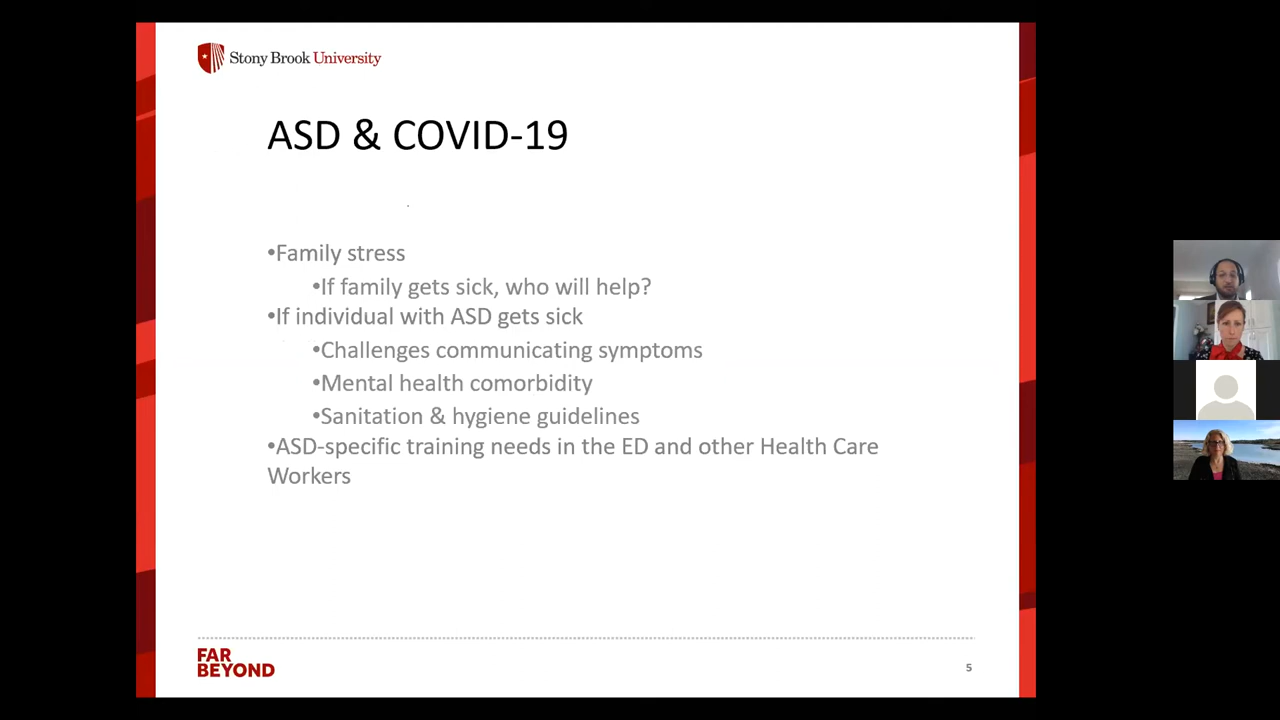 Stony Brook University
ASD & COVID-19
•Family stress
•If family gets sick, who will help?
•If individual with ASD gets sick
•Challenges communicating symptoms
•Mental health comorbidity
•Sanitation & hygiene guidelines
•ASD-specific training needs in the ED and other Health Care
Workers
FAR
BEYOND
5